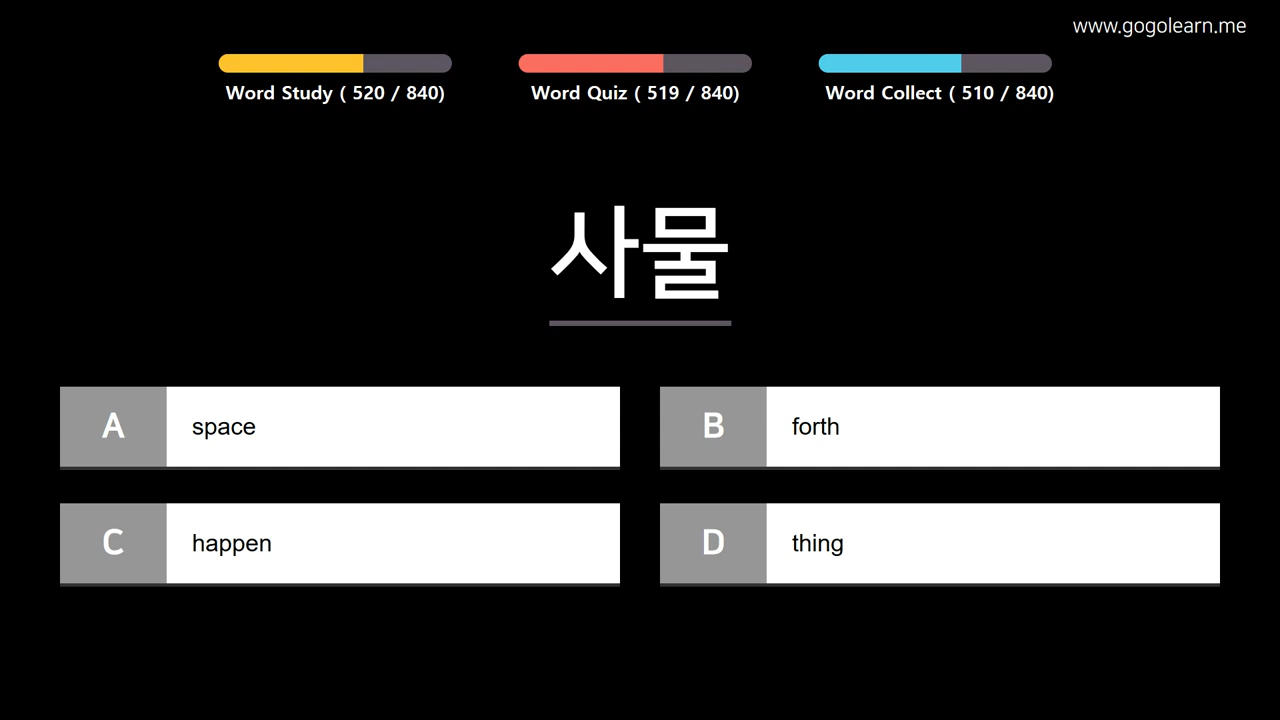 www.gogolearn.me
Word Study ( 520 / 840)
Word Quiz ( 519 / 840)
Word Collect ( 510 / 840)
사물
A space
B forth
C happen
D thing